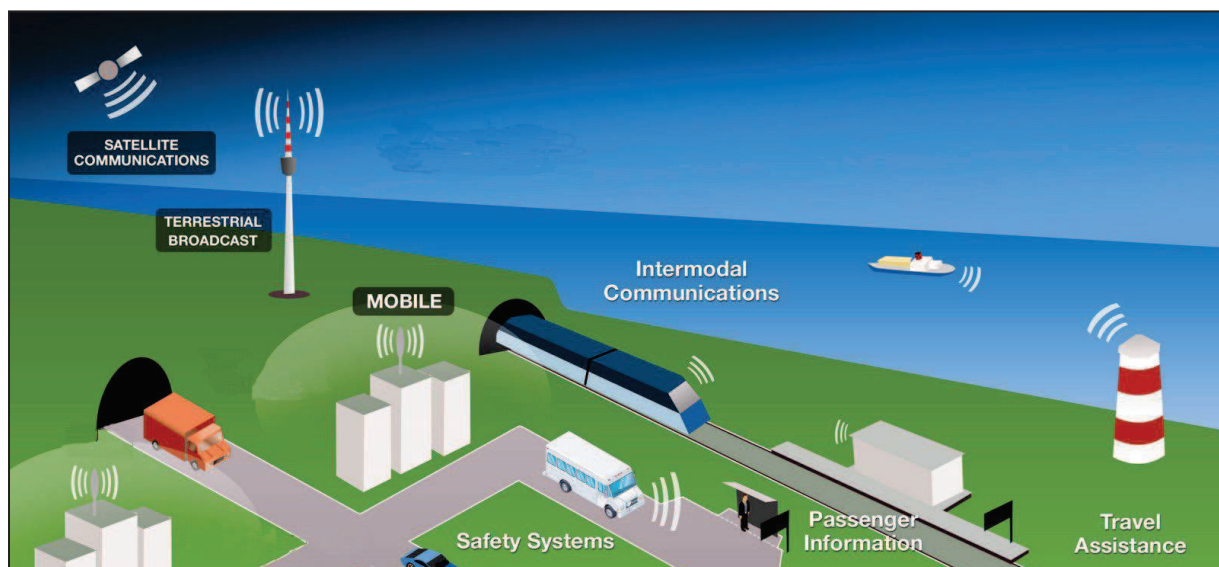 SATELLITE
COMMUNICATIONS
TERRESTRIAL
BROADCAST
MOBILE
Intermodal
Communications
Safety Systems
Passenger
Information
Travel
Assistance